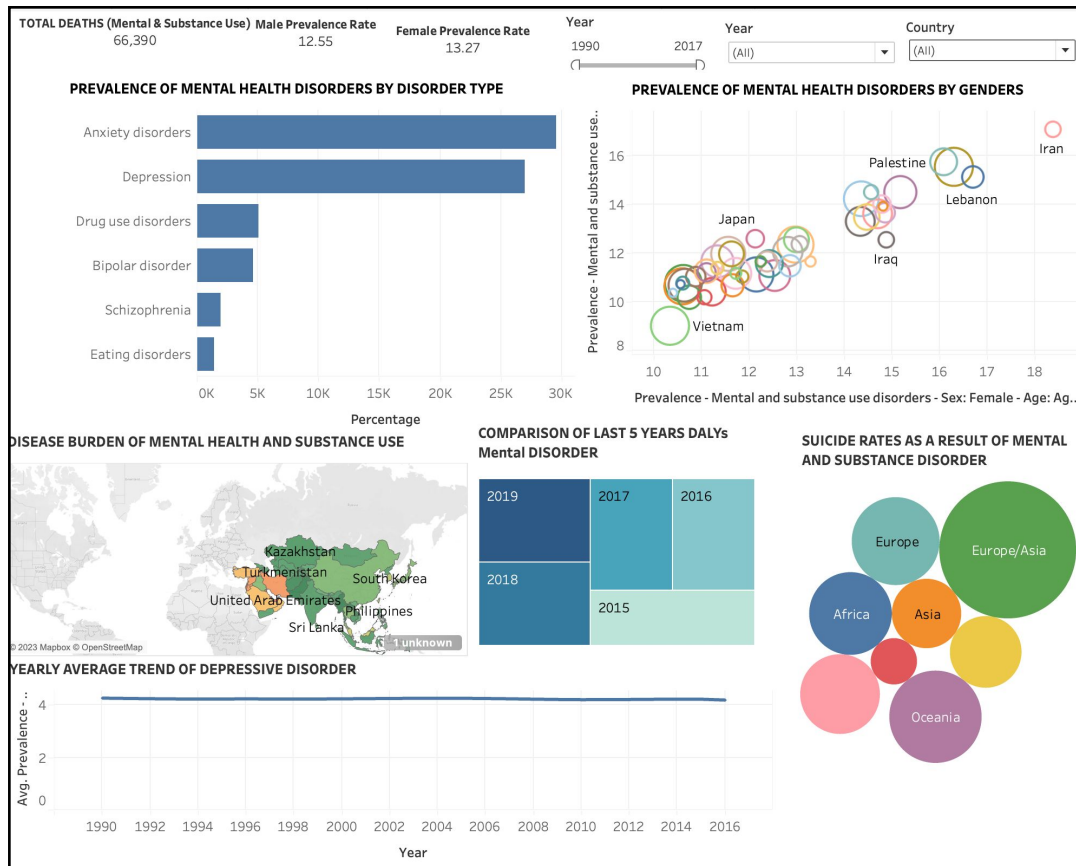 TOTAL DEATHS (Mental & Substance Use)
66,390
Male Prevalence Rate
12.55
Female Prevalence Rate
13.27
Year
1990 2017
Year
(All)
Country
(All)
PREVALENCE OF MENTAL HEALTH DISORDERS BY DISORDER TYPE
Anxiety disorders
Depression
Drug use disorders
Bipolar disorder
Schizophrenia
Eating disorders
0K 5K 10K 15K 20K 25K 30K
Percentage
PREVALENCE OF MENTAL HEALTH DISORDERS BY GENDERS
Prevalence - Mental and substance use..
16
14
12
10
8
Iran
Palestine
Lebanon
Japan
Iraq
Vietnam
10 11 12 13 14 15 16 17 18
Prevalence - Mental and substance use disorders - Sex: Female - Age: Ag..
DISEASE BURDEN OF MENTAL HEALTH AND SUBSTANCE USE
Kazakhstan
Turkmenistan
South Korea
United Arab Emirates
Philippines
Sri Lanka
1 unknown
© 2023 Mapbox © OpenStreetMap
COMPARISON OF LAST 5 YEARS DALYs
Mental DISORDER
2019
2017
2016
2018
2015
SUICIDE RATES AS A RESULT OF MENTAL
AND SUBSTANCE DISORDER
Europe
Europe/Asia
Africa
Asia
Oceania
YEARLY AVERAGE TREND OF DEPRESSIVE DISORDER
Avg. Prevalence - ..
4
2
0
1990 1992 1994 1996 1998 2000 2002 2004 2006 2008 2010 2012 2014 2016
Year